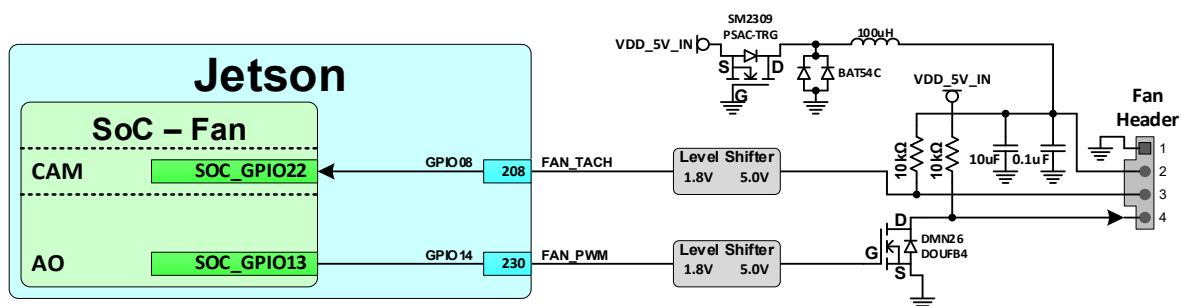 Jetson
SoC – Fan
CAM
SOC_GPIO22
GPIO08
208
FAN_TACH
Level Shifter
1.8V 5.0V
AO
SOC_GPIO13
GPIO14
230
FAN_PWM
Level Shifter
1.8V 5.0V
SM2309
PSAC-TRG
VDD_5V_IN
S
D
G
BAT54C
100uH
VDD_5V_IN
10kΩ
10kΩ
10uF
0.1uF
Fan
Header
1
2
3
4
D
G
S
DMN26
DOUFB4